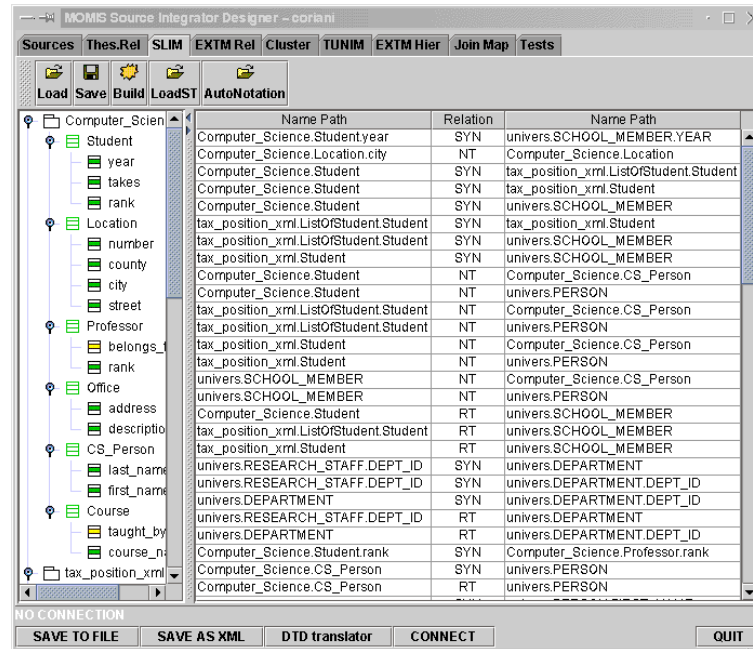 MOMIS Source Integrator Designer – coriani
Sources Thes.Rel SLIM EXTM Rel Cluster TUNIM EXTM Hier Join Map Tests
Load Save Build LoadST AutoNotation
Computer_Scien
Student
year
takes
rank
Location
number
county
city
street
Professor
belongs_t
rank
Office
address
descriptio
CS_Person
last_name
first_name
Course
taught_by
course_na
tax_position_xml
Name Path Relation Name Path
Computer_Science.Student.year SYN univers.SCHOOL_MEMBER.YEAR
Computer_Science.Location.city NT Computer_Science.Location
Computer_Science.Student SYN tax_position_xml.ListOfStudent.Student
Computer_Science.Student SYN tax_position_xml.Student
Computer_Science.Student SYN univers.SCHOOL_MEMBER
tax_position_xml.ListOfStudent.Student SYN tax_position_xml.Student
tax_position_xml.ListOfStudent.Student SYN univers.SCHOOL_MEMBER
tax_position_xml.Student SYN univers.SCHOOL_MEMBER
Computer_Science.Student NT Computer_Science.CS_Person
Computer_Science.Student NT univers.PERSON
tax_position_xml.ListOfStudent.Student NT Computer_Science.CS_Person
tax_position_xml.ListOfStudent.Student NT univers.PERSON
tax_position_xml.Student NT Computer_Science.CS_Person
tax_position_xml.Student NT univers.PERSON
univers.SCHOOL_MEMBER NT Computer_Science.CS_Person
univers.SCHOOL_MEMBER NT univers.PERSON
Computer_Science.Student RT univers.SCHOOL_MEMBER
tax_position_xml.ListOfStudent.Student RT univers.SCHOOL_MEMBER
tax_position_xml.Student RT univers.SCHOOL_MEMBER
univers.RESEARCH_STAFF.DEPT_ID SYN univers.DEPARTMENT
univers.RESEARCH_STAFF.DEPT_ID SYN univers.DEPARTMENT.DEPT_ID
univers.DEPARTMENT SYN univers.DEPARTMENT.DEPT_ID
univers.RESEARCH_STAFF.DEPT_ID RT univers.DEPARTMENT
univers.DEPARTMENT RT univers.DEPARTMENT.DEPT_ID
Computer_Science.Student.rank SYN Computer_Science.Professor.rank
Computer_Science.CS_Person SYN univers.PERSON
Computer_Science.CS_Person RT univers.PERSON
NO CONNECTION
SAVE TO FILE SAVE AS XML DTD translator CONNECT QUIT